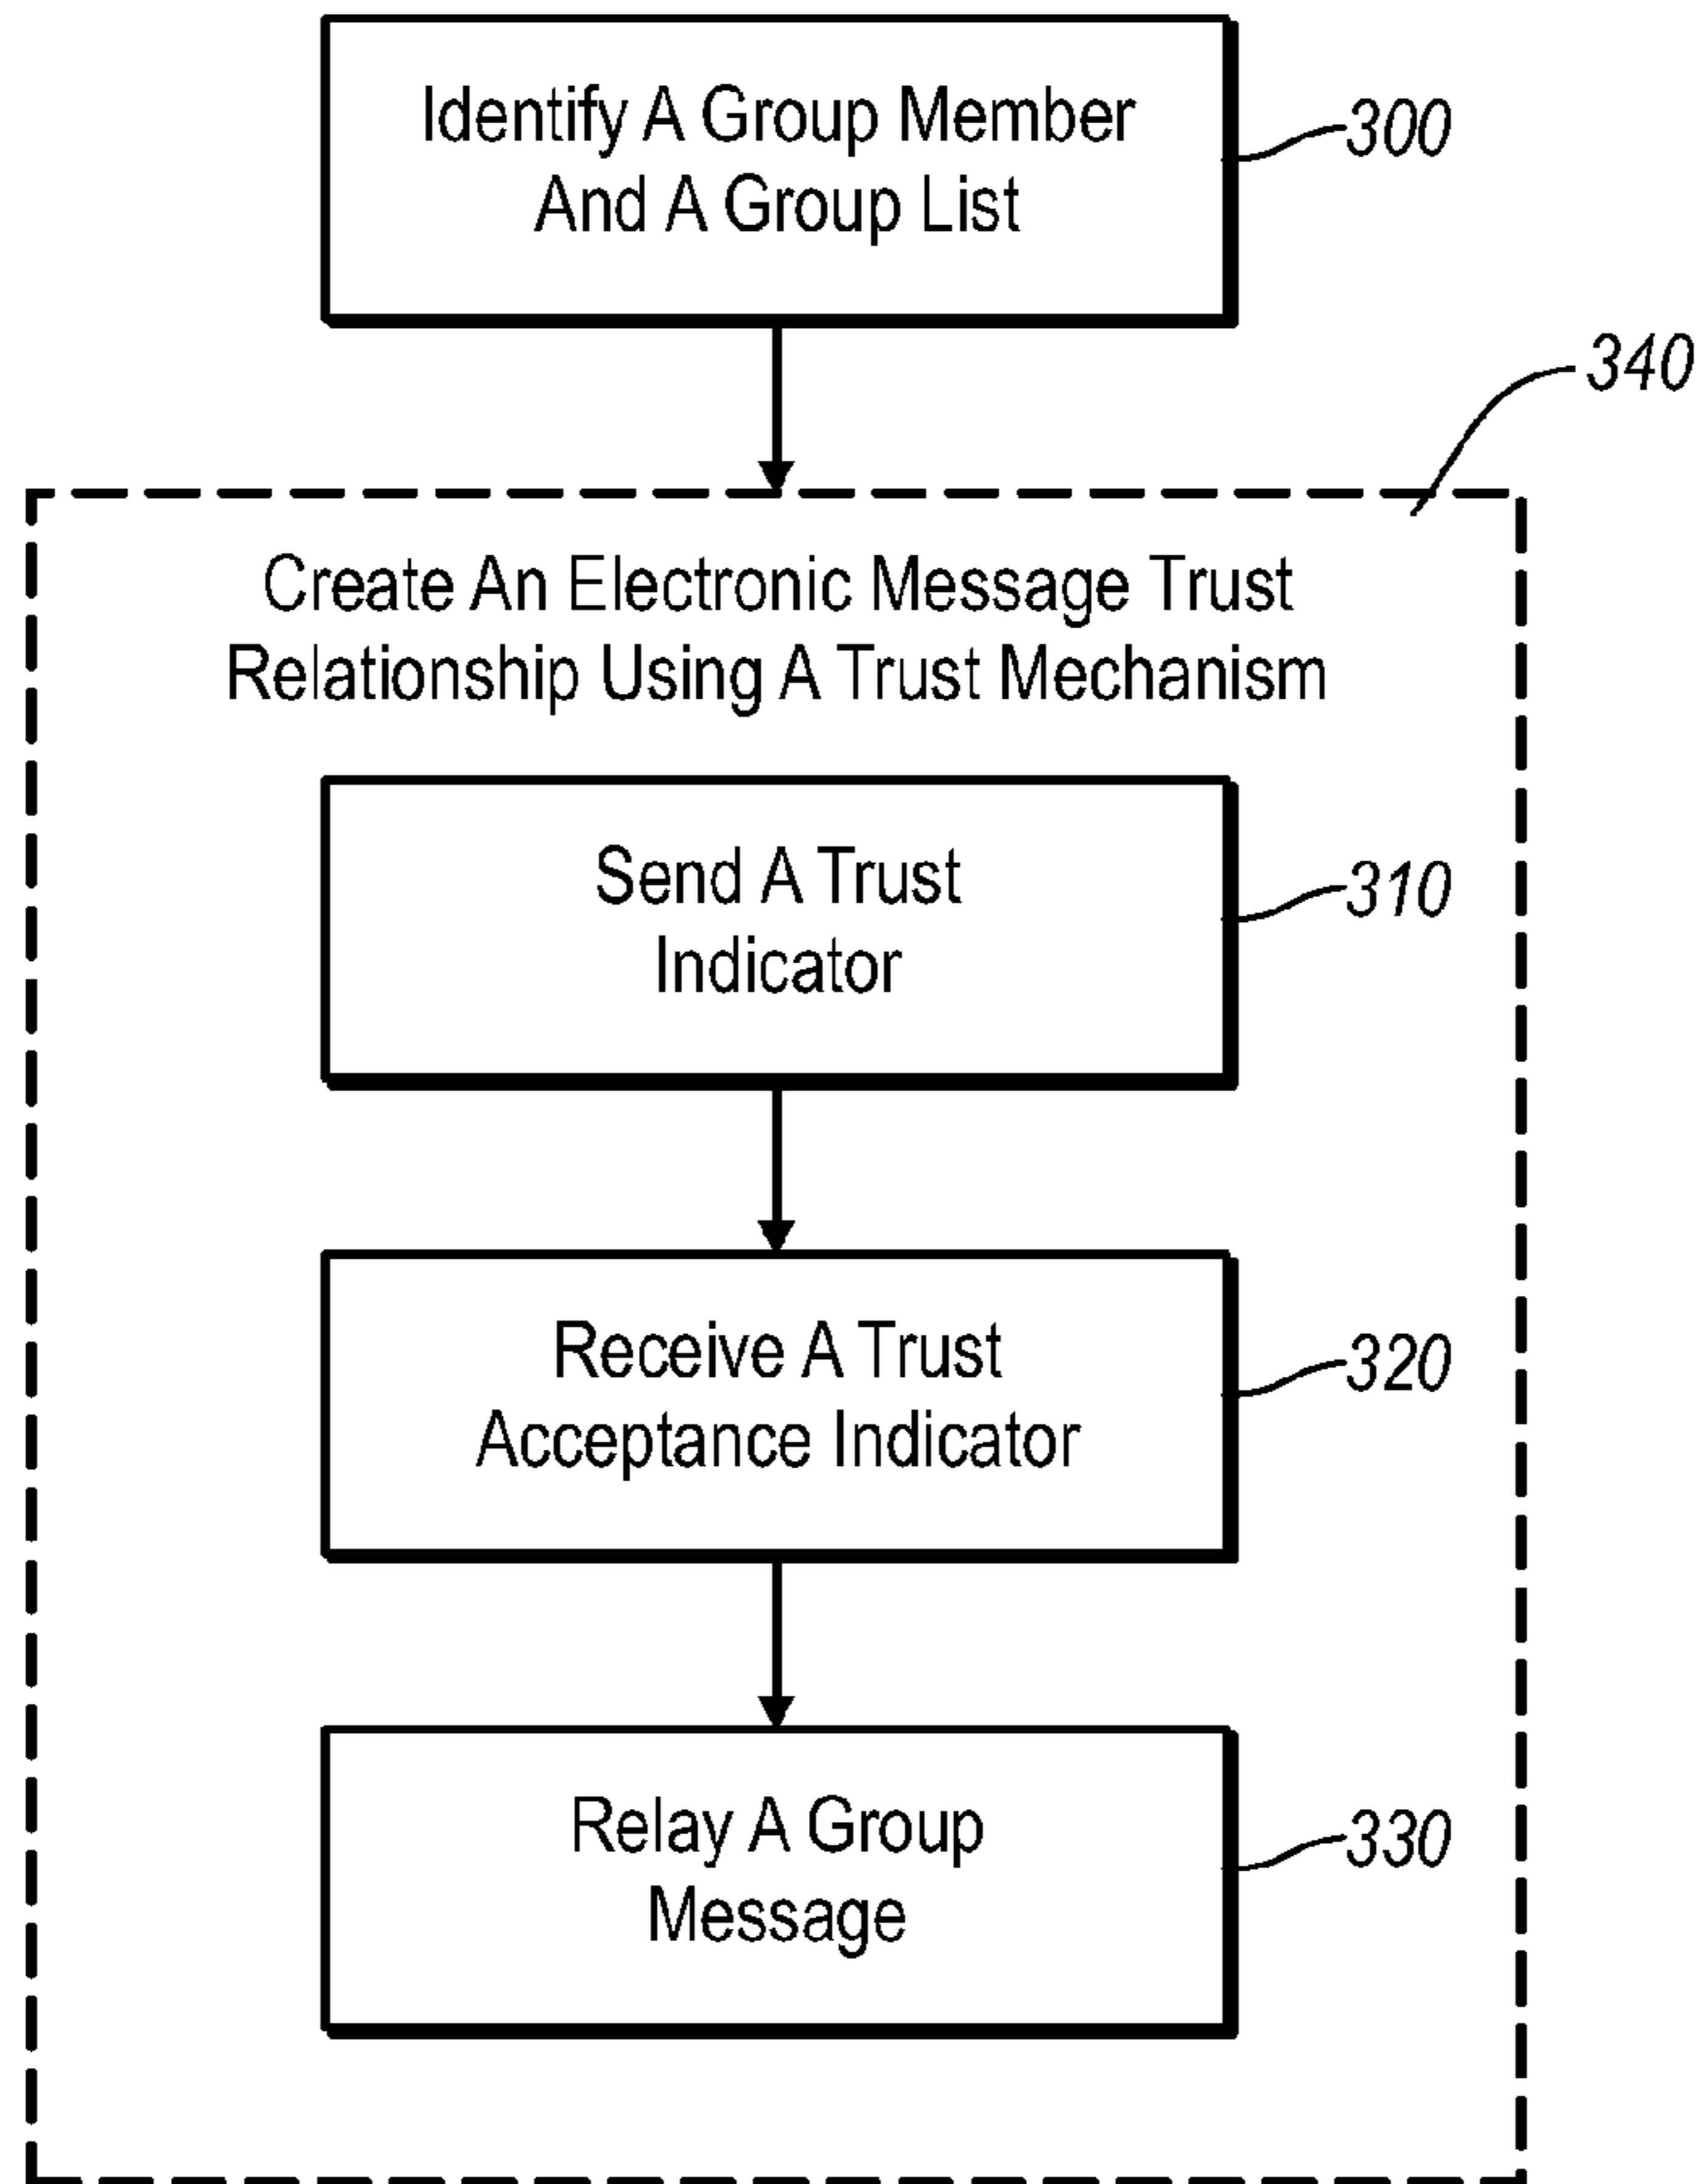 Identify A Group Member
And A Group List
300
340
Create An Electronic Message Trust
Relationship Using A Trust Mechanism
Send A Trust
Indicator
310
Receive A Trust
Acceptance Indicator
320
Relay A Group
Message
330